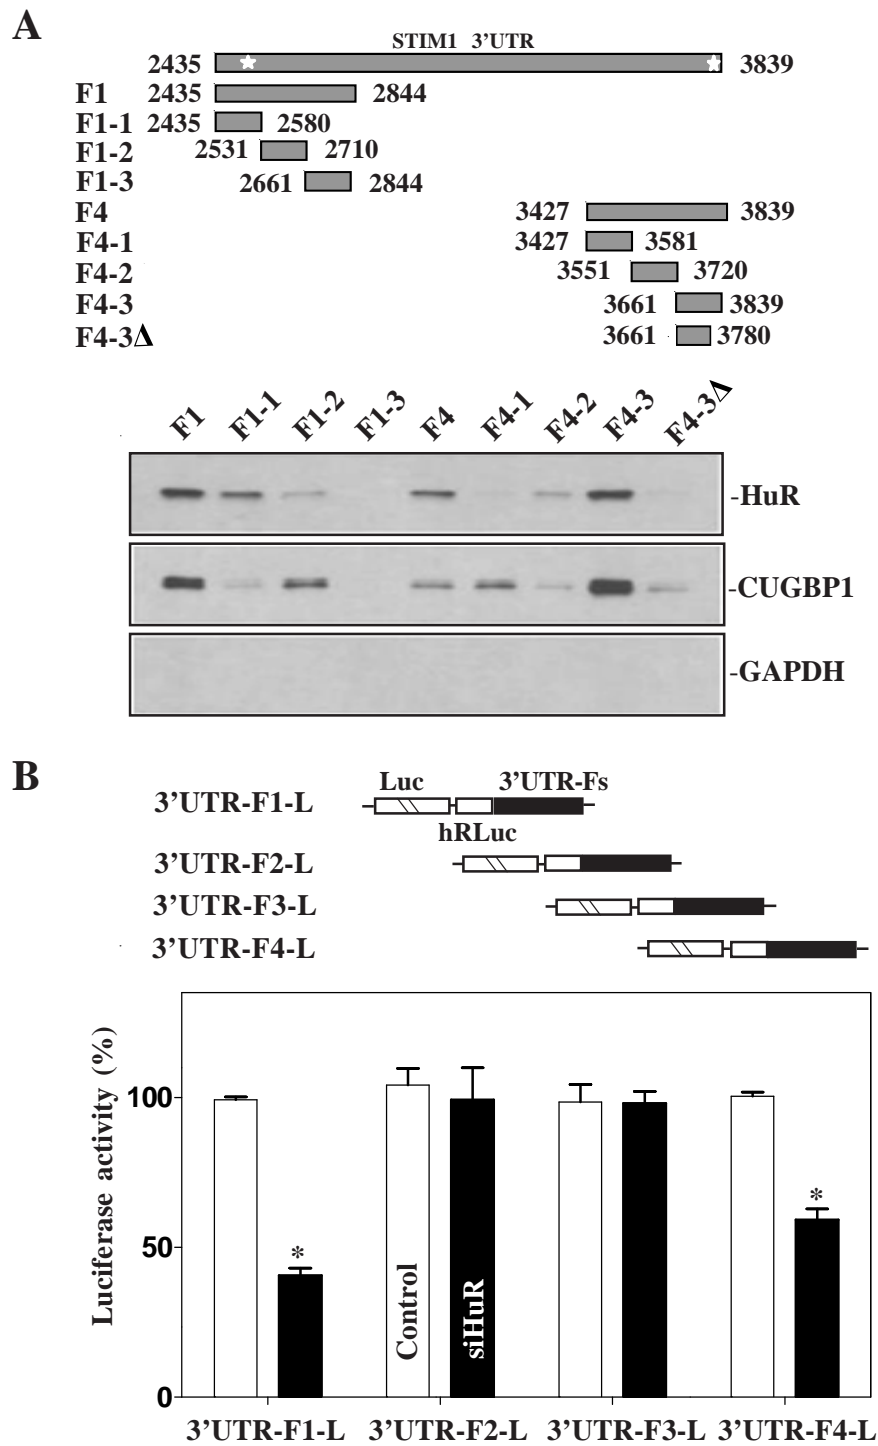 A
STIM1 3'UTR
2435 3839
F1 2435 2844
F1-1 2435 2580
F1-2 2531 2710
F1-3 2661 2844
F4 3427 3839
F4-1 3427 3581
F4-2 3551 3720
F4-3 3661 3839
F4-3Δ 3661 3780
F1 F1-1 F1-2 F1-3 F4 F4-1 F4-2 F4-3 F4-3Δ
-HuR
-CUGBP1
-GAPDH
B
Luc 3'UTR-Fs
3'UTR-F1-L
hRLuc
3'UTR-F2-L
3'UTR-F3-L
3'UTR-F4-L
Luciferase activity (%)
100
50
0
* *
Control
siHuR
3'UTR-F1-L 3'UTR-F2-L 3'UTR-F3-L 3'UTR-F4-L